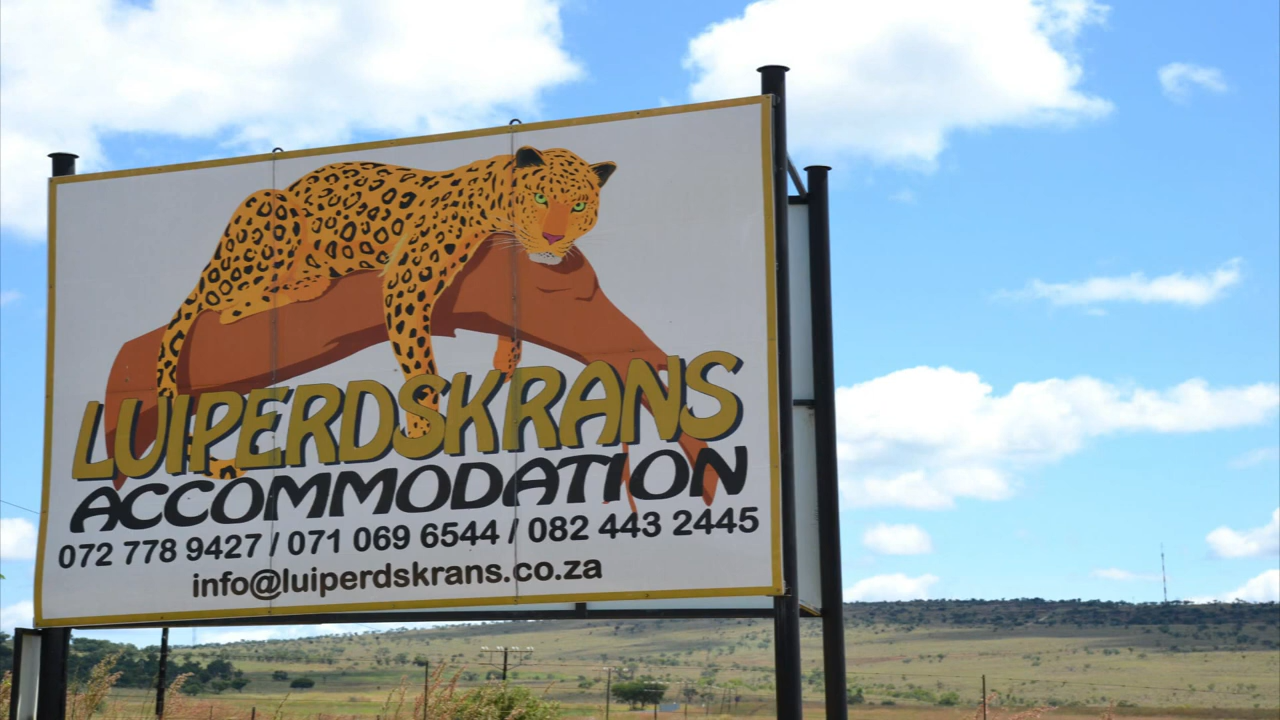 LUIPERDSKRANS
ACCOMMODATION
072 778 9427 / 071 069 6544 / 082 443 2445
info@luiperdskrans.co.za